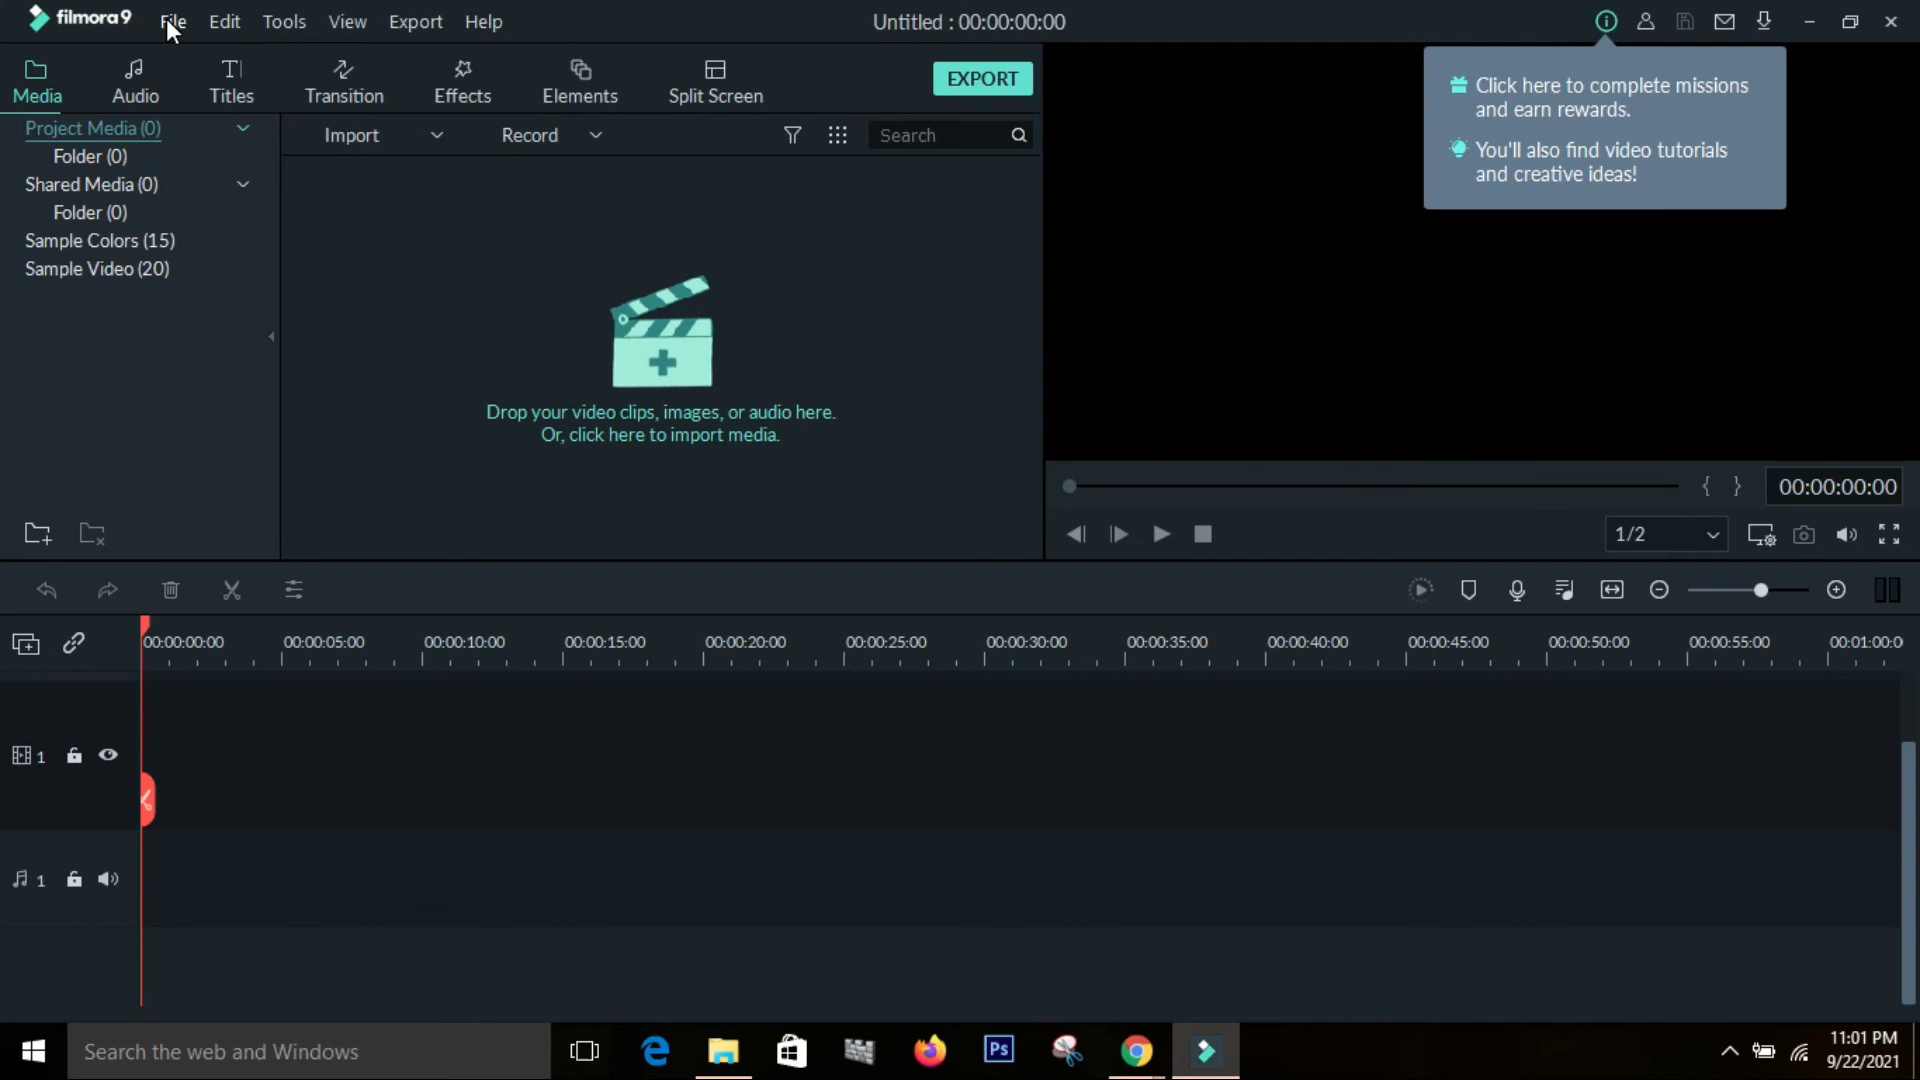 filmora9 File Edit Tools View Export Help Untitled : 00:00:00:00
Media Audio Titles Transition Effects Elements Split Screen EXPORT
Click here to complete missions
and earn rewards.
You'll also find video tutorials
and creative ideas!
Project Media (0)
Folder (0)
Shared Media (0)
Folder (0)
Sample Colors (15)
Sample Video (20)
Import Record Search
Drop your video clips, images, or audio here.
Or, click here to import media.
{ } 00:00:00:00
1/2
00:00:00:00 00:00:05:00 00:00:10:00 00:00:15:00 00:00:20:00 00:00:25:00 00:00:30:00 00:00:35:00 00:00:40:00 00:00:45:00 00:00:50:00 00:00:55:00 00:01:00:0
1
1
Search the web and Windows
Ps
11:01 PM
9/22/2021